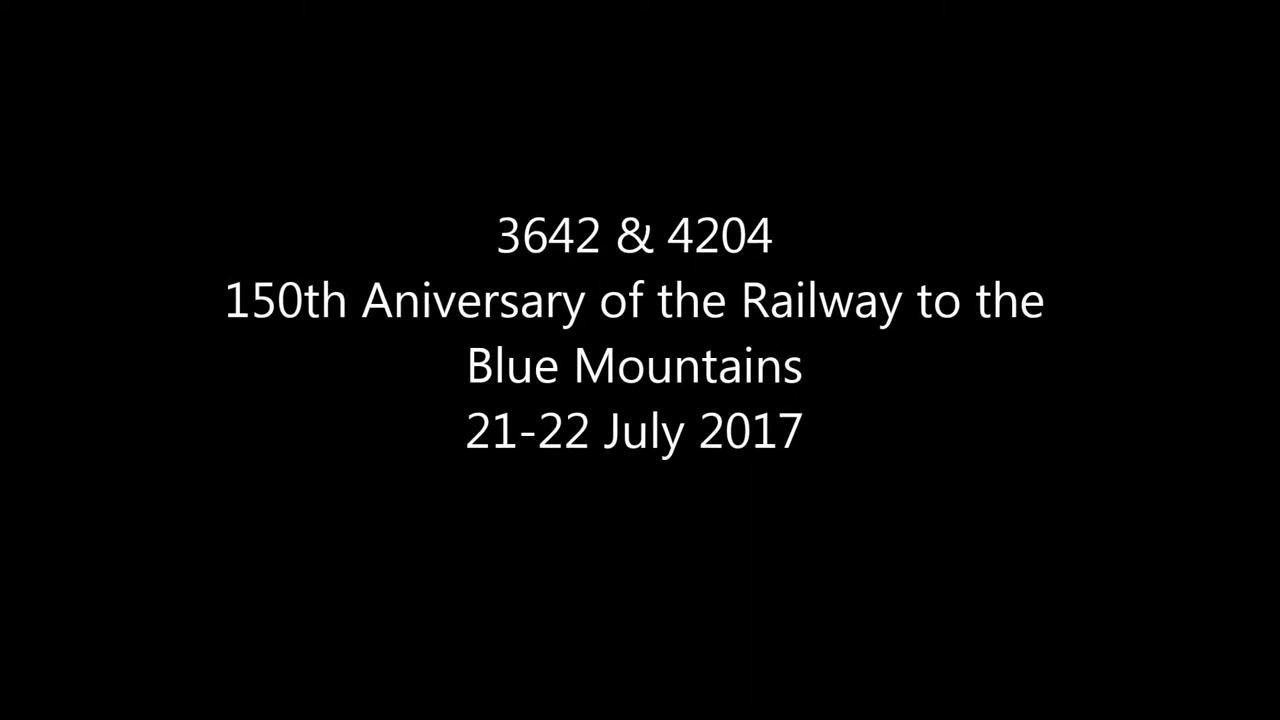 3642 & 4204
150th Aniversary of the Railway to the
Blue Mountains
21-22 July 2017